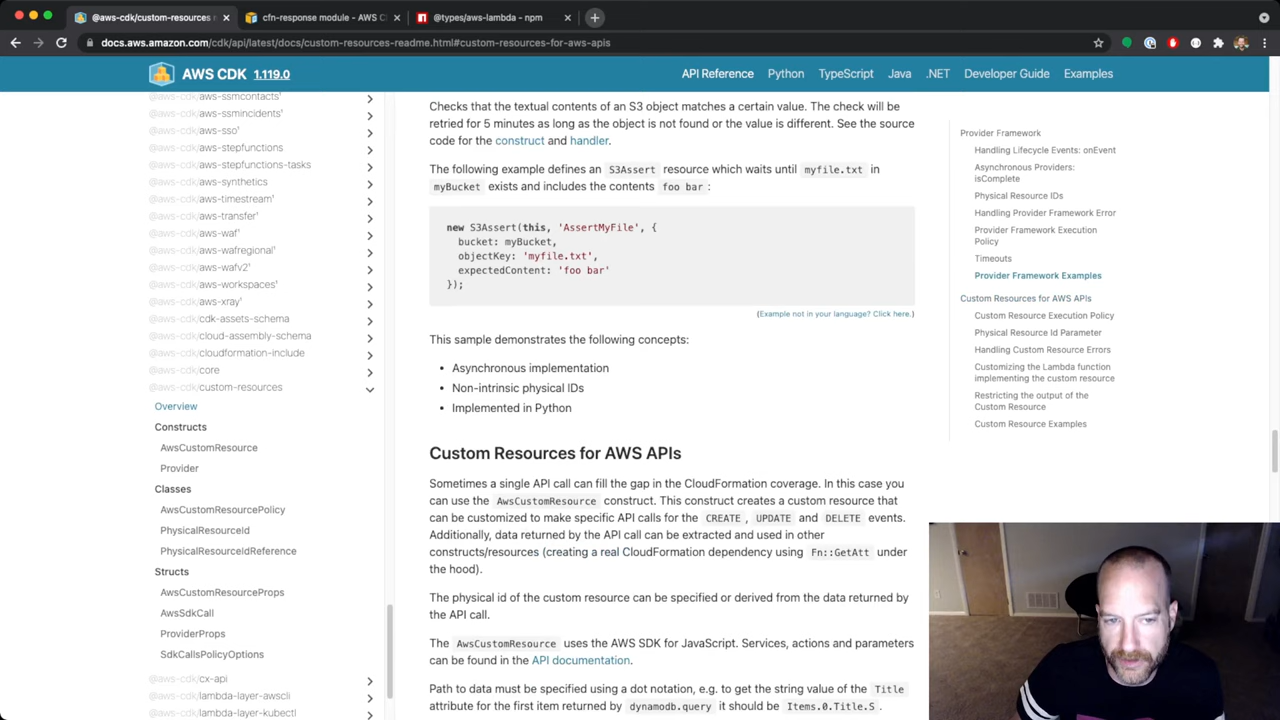 @aws-cdk/custom-resources
cfn-response module - AWS C
@types/aws-lambda - npm
docs.aws.amazon.com/cdk/api/latest/docs/custom-resources-readme.html#custom-resources-for-aws-apis
AWS CDK 1.119.0
API Reference Python TypeScript Java .NET Developer Guide Examples
@aws-cdk/aws-ssmcontacts¹
@aws-cdk/aws-ssmincidents¹
@aws-cdk/aws-sso¹
@aws-cdk/aws-stepfunctions
@aws-cdk/aws-stepfunctions-tasks
@aws-cdk/aws-synthetics
@aws-cdk/aws-timestream¹
@aws-cdk/aws-transfer¹
@aws-cdk/aws-waf¹
@aws-cdk/aws-wafregional¹
@aws-cdk/aws-wafv2¹
@aws-cdk/aws-workspaces¹
@aws-cdk/aws-xray¹
@aws-cdk/cdk-assets-schema
@aws-cdk/cloud-assembly-schema
@aws-cdk/cloudformation-include
@aws-cdk/core
@aws-cdk/custom-resources
Overview
Constructs
AwsCustomResource
Provider
Classes
AwsCustomResourcePolicy
PhysicalResourceId
PhysicalResourceIdReference
Structs
AwsCustomResourceProps
AwsSdkCall
ProviderProps
SdkCallsPolicyOptions
@aws-cdk/cx-api
@aws-cdk/lambda-layer-awscli
@aws-cdk/lambda-layer-kubectl
Checks that the textual contents of an S3 object matches a certain value. The check will
be retried for 5 minutes as long as the object is not found or the value is different. See the source
code for the construct and handler.
The following example defines an S3Assert resource which waits until myfile.txt in
myBucket exists and includes the contents foo bar :
new S3Assert(this, 'AssertMyFile', {
bucket: myBucket,
objectKey: 'myfile.txt',
expectedContent: 'foo bar'
});
(Example not in your language? Click here.)
This sample demonstrates the following concepts:
• Asynchronous implementation
• Non-intrinsic physical IDs
• Implemented in Python
Custom Resources for AWS APIs
Sometimes a single API call can fill the gap in the CloudFormation coverage. In this case you
can use the AwsCustomResource construct. This construct creates a custom resource that
can be customized to make specific API calls for the CREATE , UPDATE and DELETE events.
Additionally, data returned by the API call can be extracted and used in other
constructs/resources (creating a real CloudFormation dependency using Fn::GetAtt under
the hood).
The physical id of the custom resource can be specified or derived from the data returned by
the API call.
The AwsCustomResource uses the AWS SDK for JavaScript. Services, actions and parameters
can be found in the API documentation.
Path to data must be specified using a dot notation, e.g. to get the string value of the Title
attribute for the first item returned by dynamodb.query it should be Items.0.Title.S .
Provider Framework
Handling Lifecycle Events: onEvent
Asynchronous Providers:
isComplete
Physical Resource IDs
Handling Provider Framework Error
Provider Framework Execution
Policy
Timeouts
Provider Framework Examples
Custom Resources for AWS APIs
Custom Resource Execution Policy
Physical Resource Id Parameter
Handling Custom Resource Errors
Customizing the Lambda function
implementing the custom resource
Restricting the output of the
Custom Resource
Custom Resource Examples